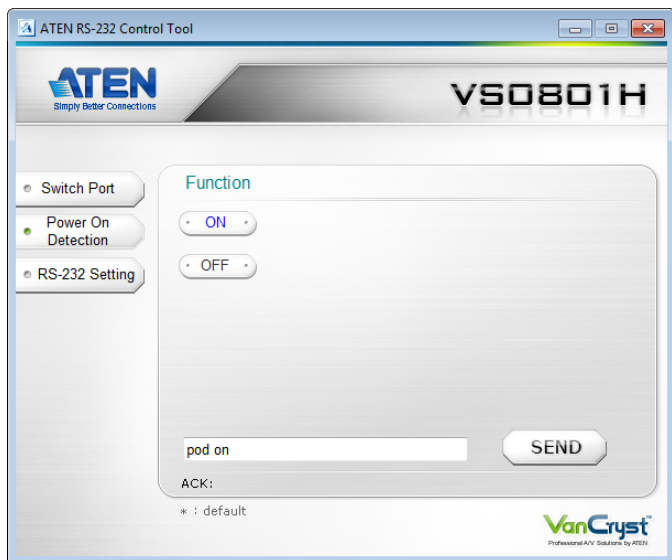 ATEN RS-232 Control Tool
ATEN
Simply Better Connections
VS0801H
Switch Port
Power On
Detection
RS-232 Setting
Function
ON
OFF
pod on
SEND
ACK:
* : default
VanCryst™
Professional A/V Solutions by ATEN